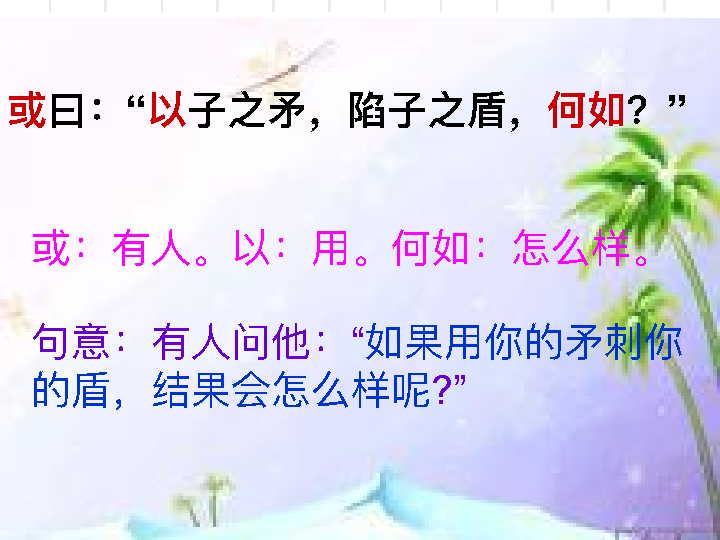 或曰：“以子之矛，陷子之盾，何如？”
或：有人。以：用。何如：怎么样。
句意：有人问他：“如果用你的矛刺你
的盾，结果会怎么样呢?”